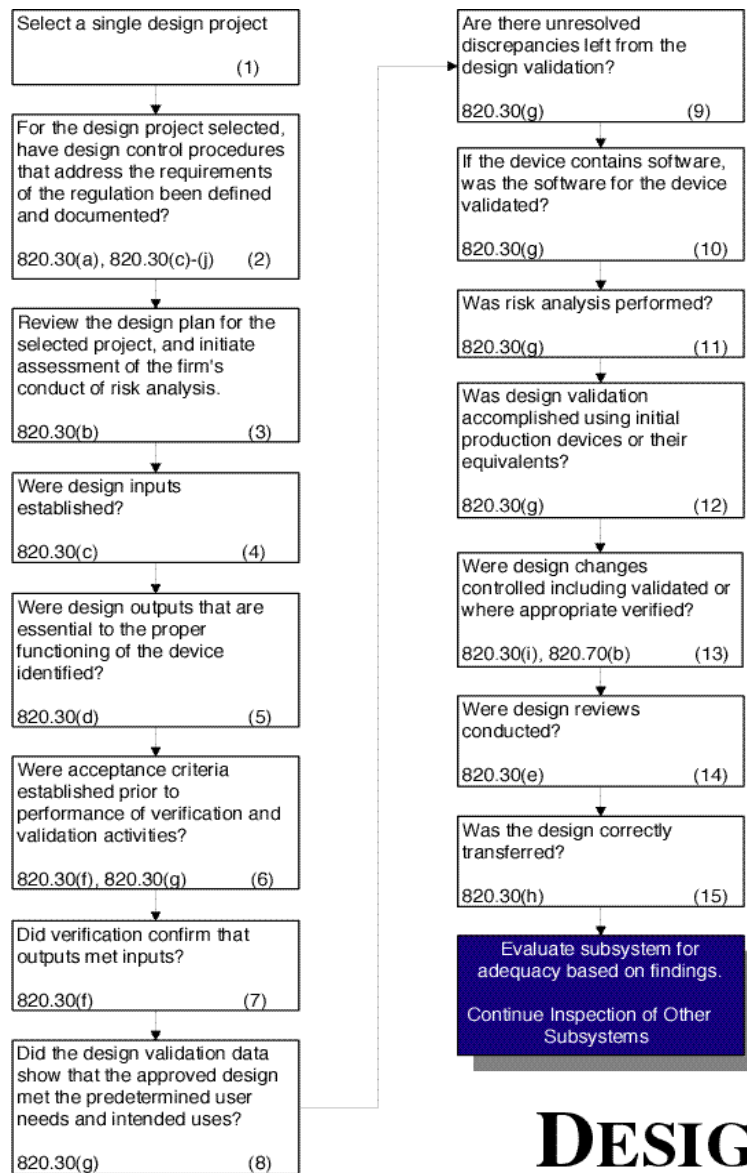 Select a single design project
(1)
For the design project selected,
have design control procedures
that address the requirements
of the regulation been defined
and documented?
820.30(a), 820.30(c)-(j) (2)
Review the design plan for the
selected project, and initiate
assessment of the firm's
conduct of risk analysis.
820.30(b) (3)
Were design inputs
established?
820.30(c) (4)
Were design outputs that are
essential to the proper
functioning of the device
identified?
820.30(d) (5)
Were acceptance criteria
established prior to
performance of verification and
validation activities?
820.30(f), 820.30(g) (6)
Did verification confirm that
outputs met inputs?
820.30(f) (7)
Did the design validation data
show that the approved design
met the predetermined user
needs and intended uses?
820.30(g) (8)
Are there unresolved
discrepancies left from the
design validation?
820.30(g) (9)
If the device contains software,
was the software for the device
validated?
820.30(g) (10)
Was risk analysis performed?
820.30(g) (11)
Was design validation
accomplished using initial
production devices or their
equivalents?
820.30(g) (12)
Were design changes
controlled including validated or
where appropriate verified?
820.30(i), 820.70(b) (13)
Were design reviews
conducted?
820.30(e) (14)
Was the design correctly
transferred?
820.30(h) (15)
Evaluate subsystem for
adequacy based on findings.
Continue Inspection of Other
Subsystems
DESIG